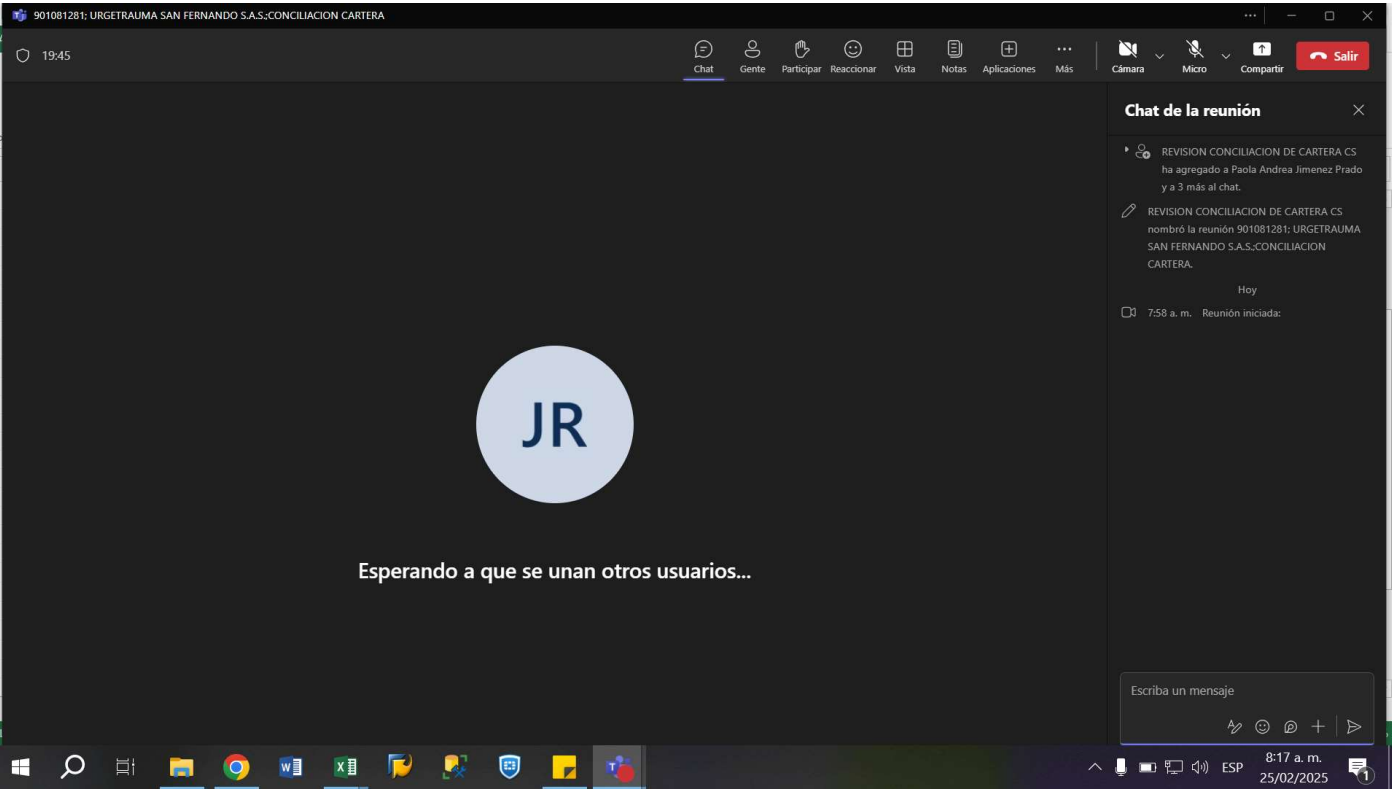 901081281; URGETRAUMA SAN FERNANDO S.A.S.;CONCILIACION CARTERA
19:45
Chat
Gente
Participar
Reaccionar
Vista
Notas
Aplicaciones
Más
Cámara
Micro
Compartir
Salir
Chat de la reunión
REVISION CONCILIACION DE CARTERA CS
ha agregado a Paola Andrea Jimenez Prado
y a 3 más al chat.
REVISION CONCILIACION DE CARTERA CS
nombró la reunión 901081281; URGETRAUMA
SAN FERNANDO S.A.S.;CONCILIACION
CARTERA.
Hoy
7:58 a. m. Reunión iniciada:
JR
Esperando a que se unan otros usuarios...
Escriba un mensaje
ESP
8:17 a. m.
25/02/2025
1